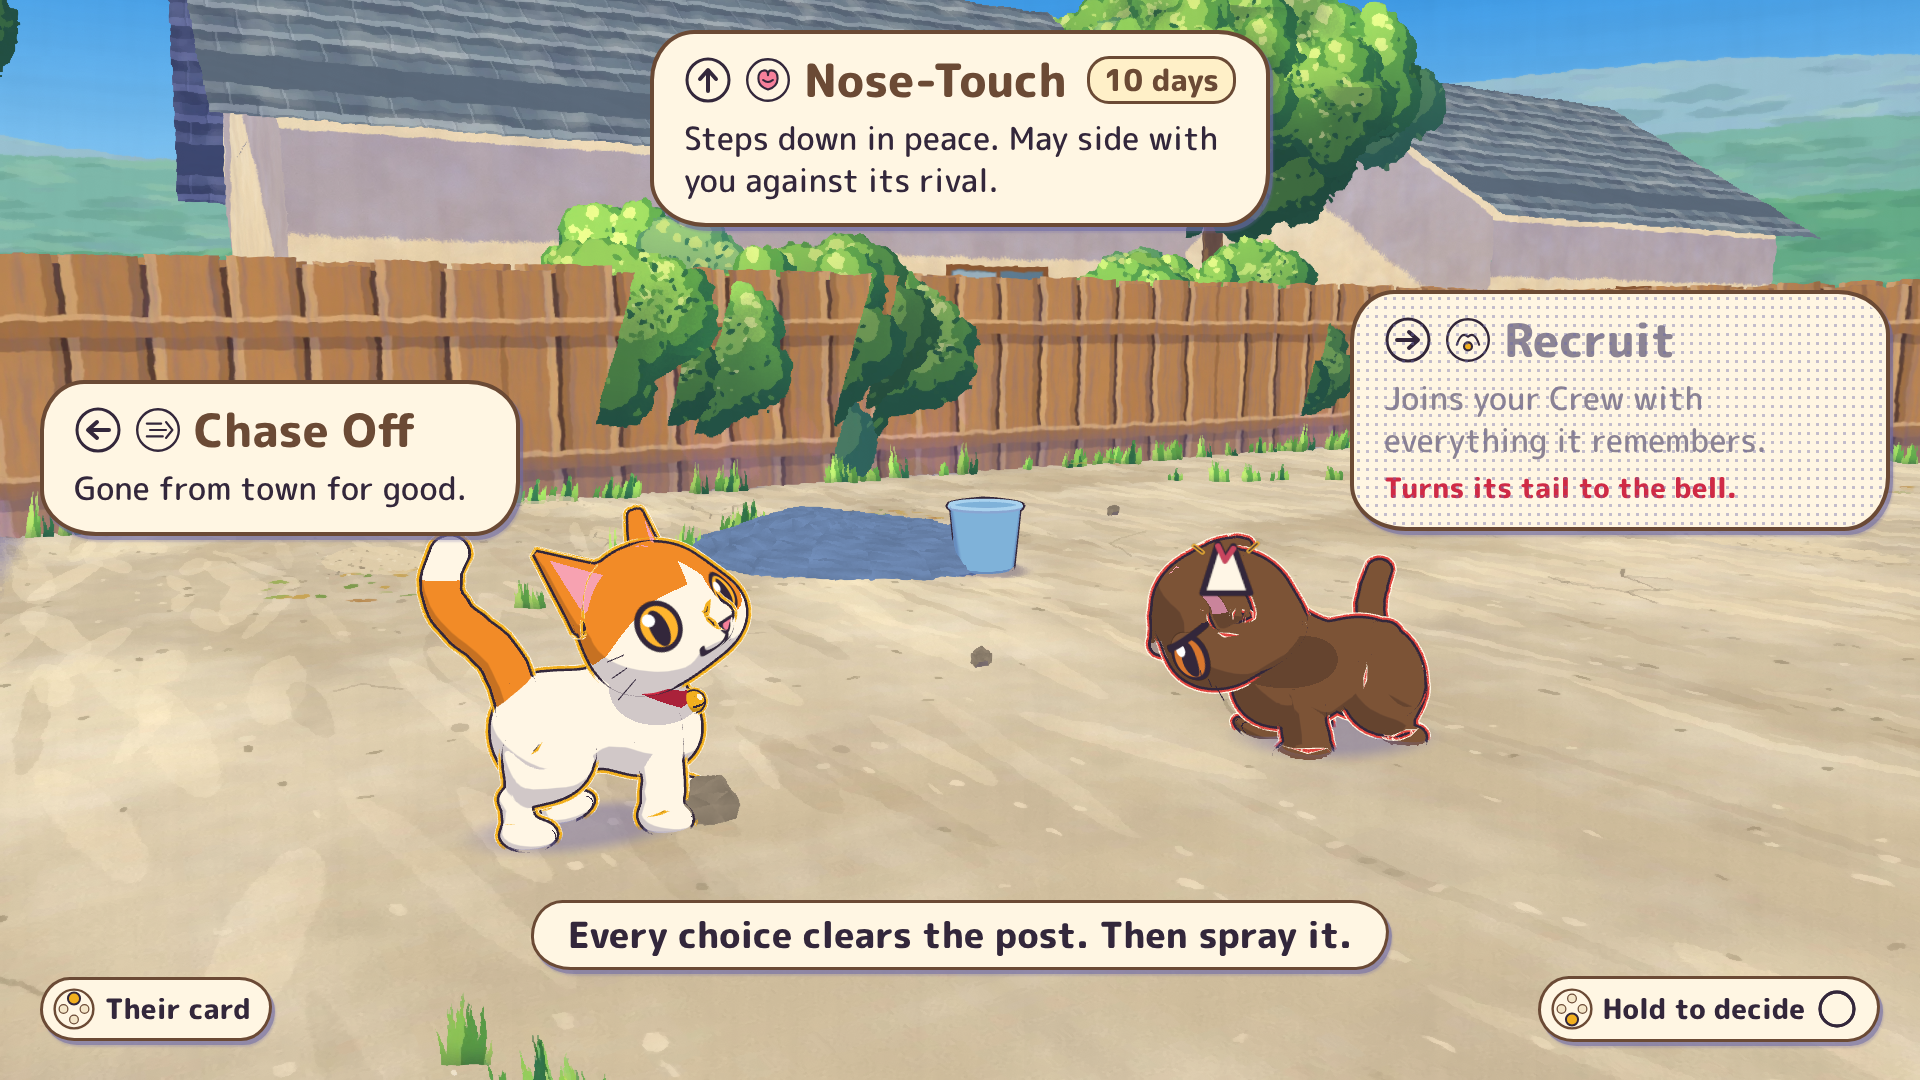 Nose-Touch 10 days
Steps down in peace. May side with
you against its rival.
Chase Off
Gone from town for good.
Recruit
Joins your Crew with
everything it remembers.
Turns its tail to the bell.
Every choice clears the post. Then spray it.
Their card
Hold to decide